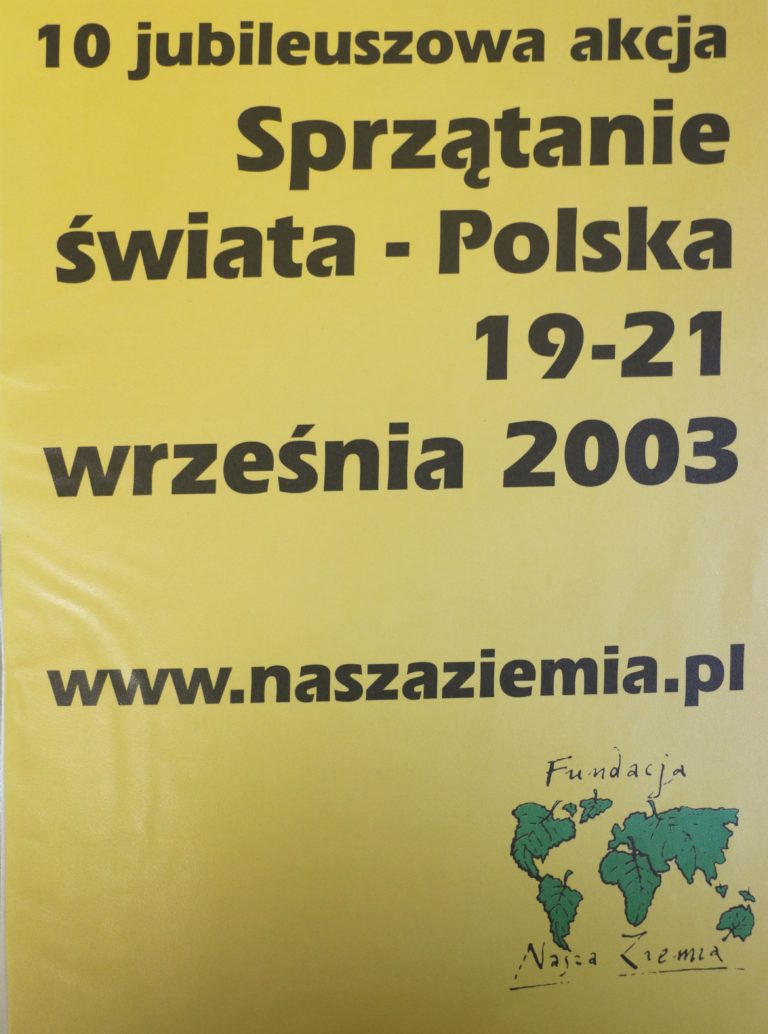 10 jubileuszowa akcja
Sprzątanie
świata - Polska
19-21
września 2003
www.naszaziemia.pl
Fundacja
Nasza Ziemia